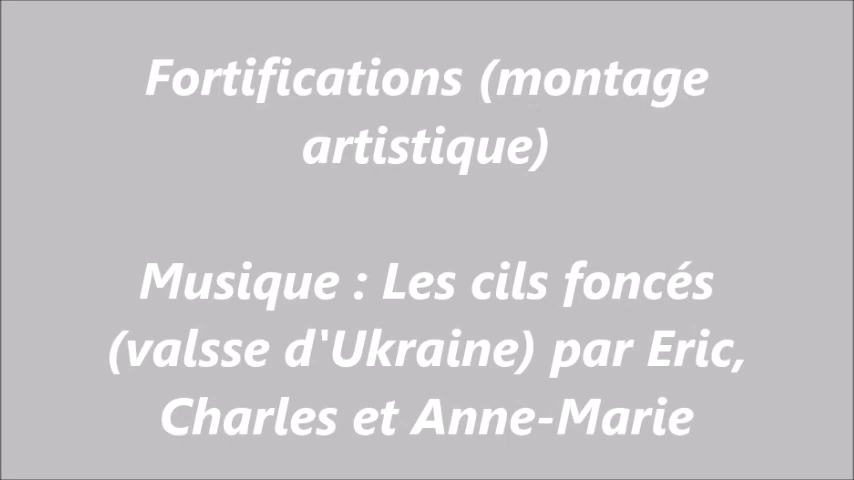 Fortifications (montage
artistique)
Musique : Les cils foncés
(valsse d'Ukraine) par Eric,
Charles et Anne-Marie